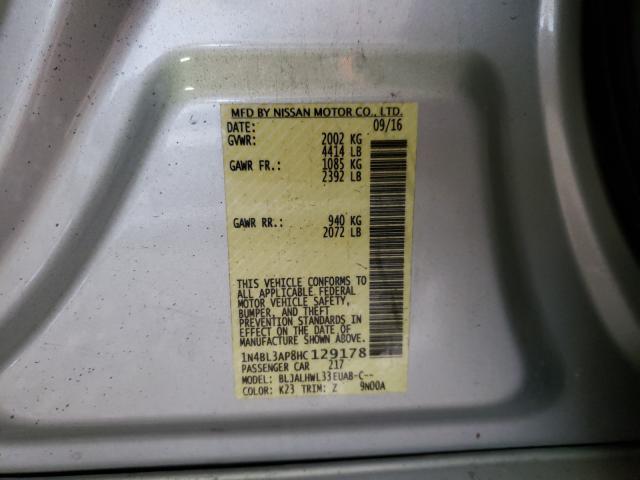 MFD BY NISSAN MOTOR CO., LTD.
DATE: 09/16
GVWR: 2002 KG
4414 LB
GAWR FR.: 1085 KG
2392 LB
GAWR RR.: 940 KG
2072 LB
THIS VEHICLE CONFORMS TO
ALL APPLICABLE FEDERAL
MOTOR VEHICLE SAFETY,
BUMPER, AND THEFT
PREVENTION STANDARDS IN
EFFECT ON THE DATE OF
MANUFACTURE SHOWN ABOVE.
1N4BL3AP8HC129178
PASSENGER CAR 217
MODEL: BLJALHWL33EUAB-C--
COLOR: K23 TRIM: Z 9N00A